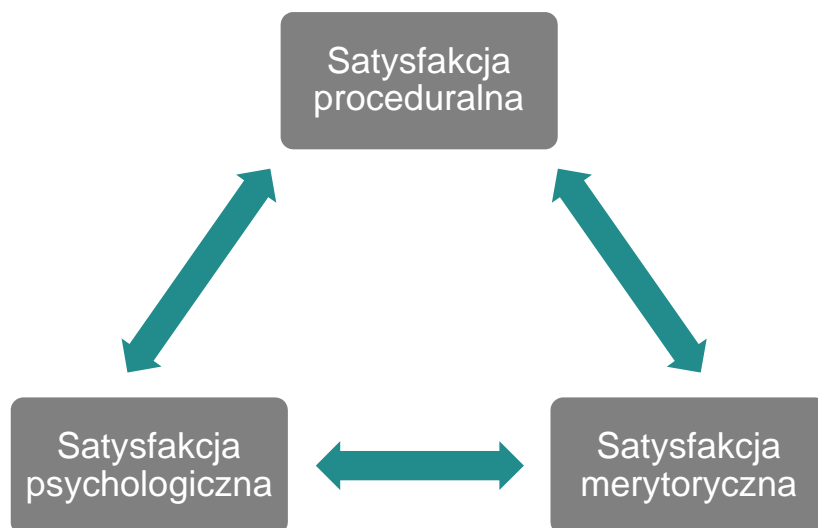 Satysfakcja
proceduralna
Satysfakcja
psychologiczna
Satysfakcja
merytoryczna